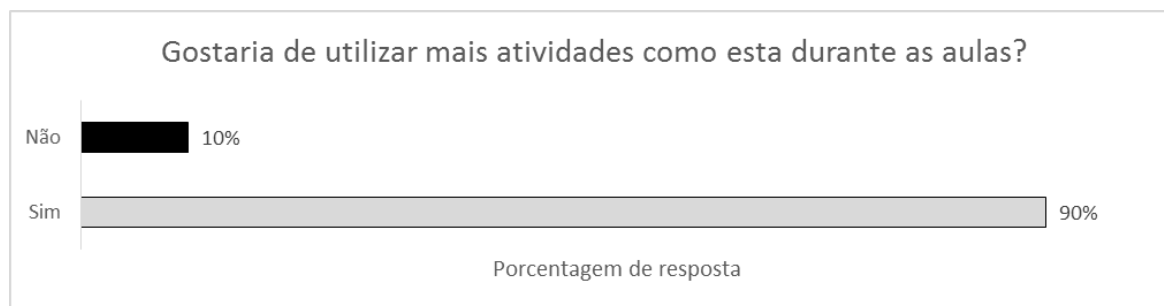 Gostaria de utilizar mais atividades como esta durante as aulas?
Não 10%
Sim 90%
Porcentagem de resposta